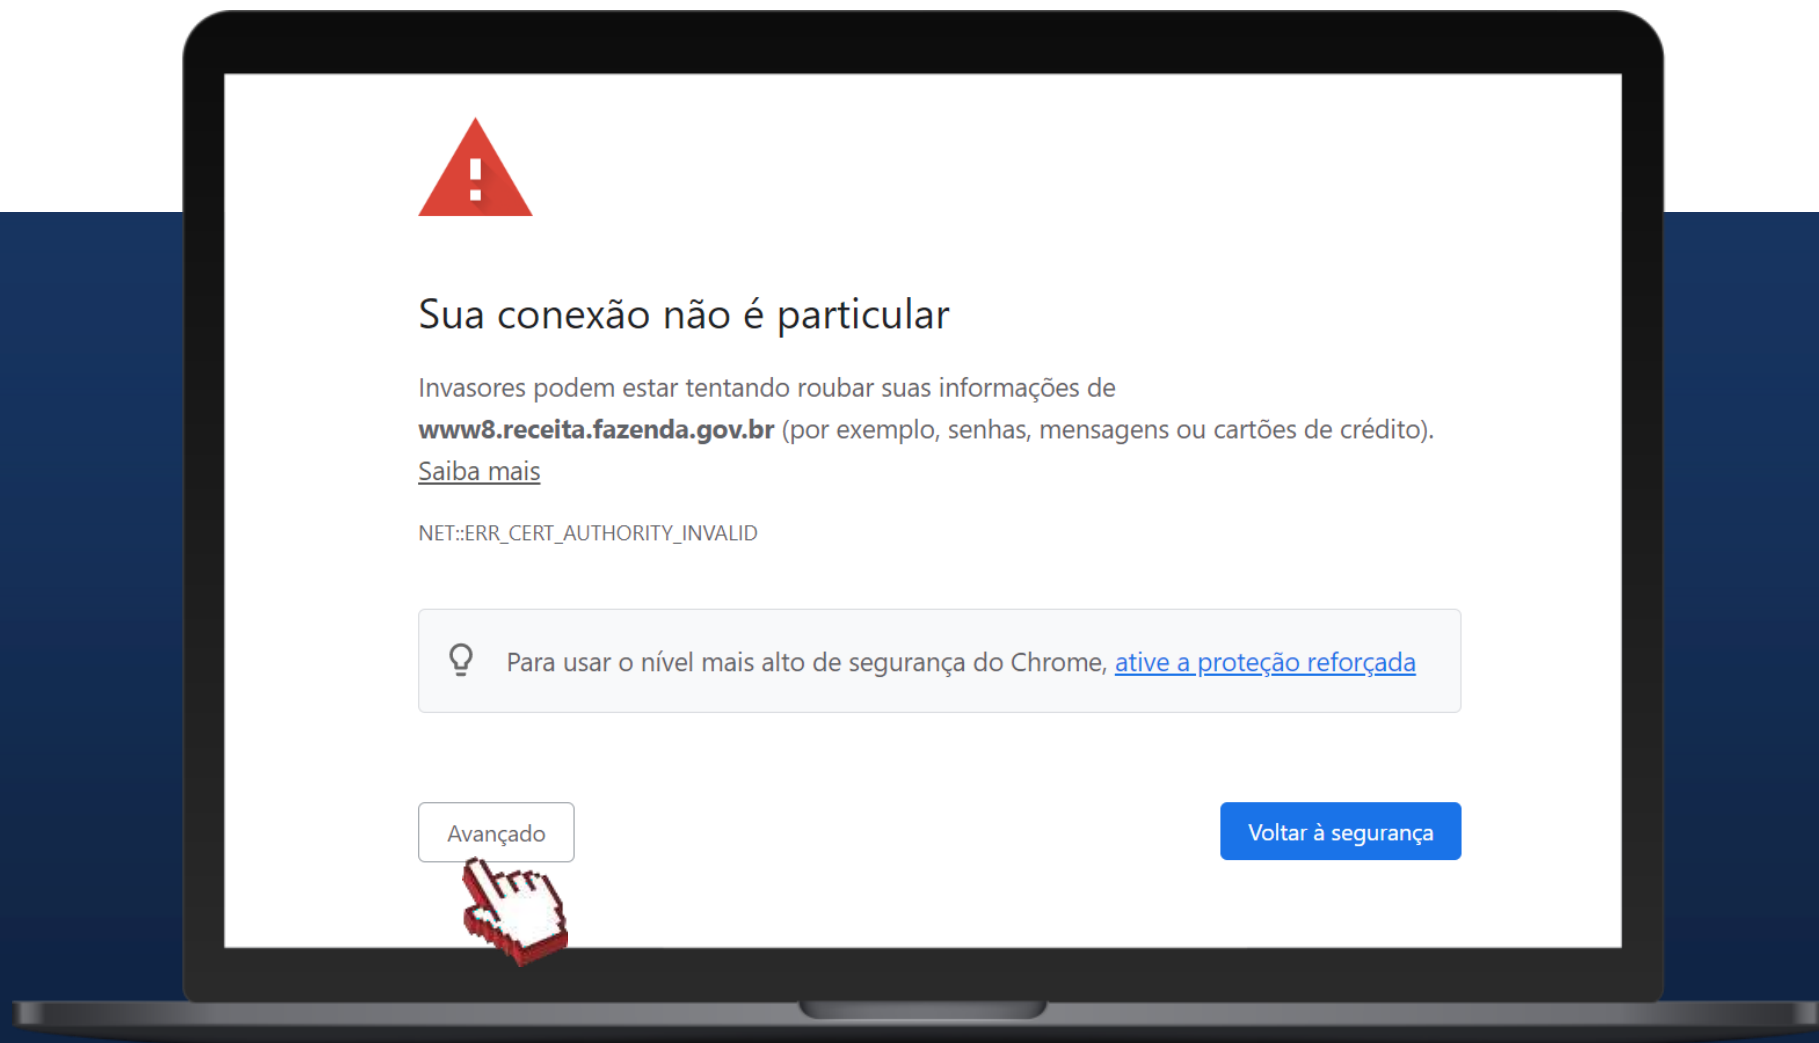 Sua conexão não é particular
Invasores podem estar tentando roubar suas informações de
www8.receita.fazenda.gov.br (por exemplo, senhas, mensagens ou cartões de crédito).
Saiba mais
NET::ERR_CERT_AUTHORITY_INVALID
Para usar o nível mais alto de segurança do Chrome, ative a proteção reforçada
Avançado
Voltar à segurança